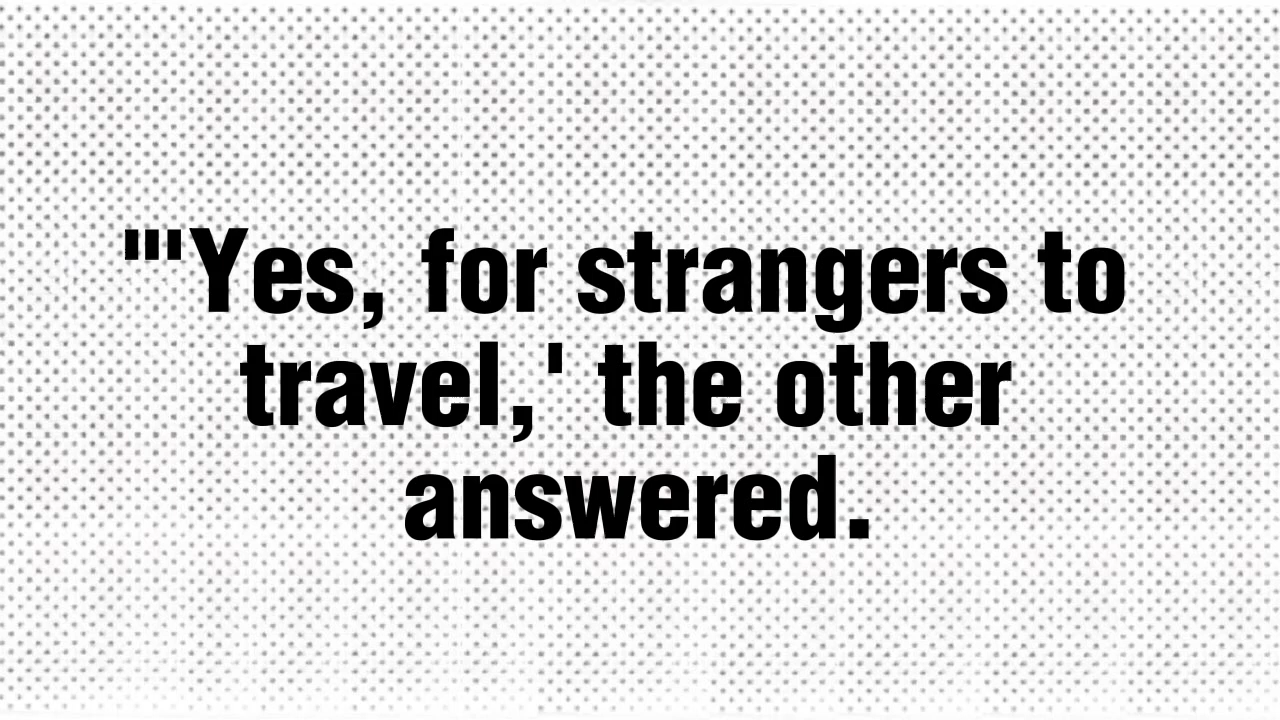 "'Yes, for strangers to
travel,' the other
answered.